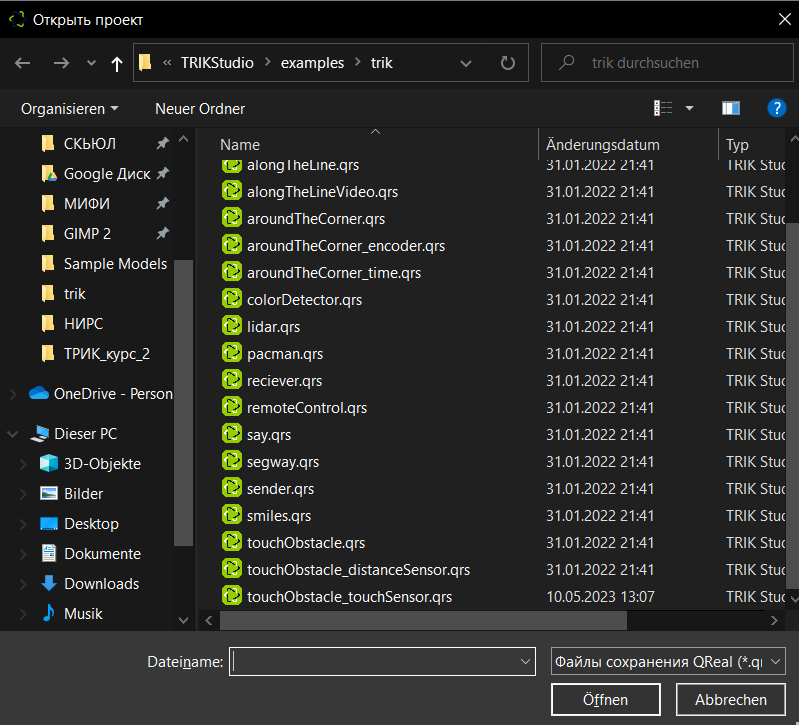 Открыть проект
« TRIKStudio > examples > trik
trik durchsuchen
Organisieren Neuer Ordner
?
СКЬЮЛ
Google Диск
МИФИ
GIMP 2
Sample Models
trik
НИРС
ТРИК_курс_2
OneDrive - Person
Dieser PC
3D-Objekte
Bilder
Desktop
Dokumente
Downloads
Musik
Name Änderungsdatum Typ
alongTheLine.qrs 31.01.2022 21:41 TRIK Stud
alongTheLineVideo.qrs 31.01.2022 21:41 TRIK Stud
aroundTheCorner.qrs 31.01.2022 21:41 TRIK Stud
aroundTheCorner_encoder.qrs 31.01.2022 21:41 TRIK Stud
aroundTheCorner_time.qrs 31.01.2022 21:41 TRIK Stud
colorDetector.qrs 31.01.2022 21:41 TRIK Stud
lidar.qrs 31.01.2022 21:41 TRIK Stud
pacman.qrs 31.01.2022 21:41 TRIK Stud
reciever.qrs 31.01.2022 21:41 TRIK Stud
remoteControl.qrs 31.01.2022 21:41 TRIK Stud
say.qrs 31.01.2022 21:41 TRIK Stud
segway.qrs 31.01.2022 21:41 TRIK Stud
sender.qrs 31.01.2022 21:41 TRIK Stud
smiles.qrs 31.01.2022 21:41 TRIK Stud
touchObstacle.qrs 31.01.2022 21:41 TRIK Stud
touchObstacle_distanceSensor.qrs 31.01.2022 21:41 TRIK Stud
touchObstacle_touchSensor.qrs 10.05.2023 13:07 TRIK Stud
Dateiname:
Файлы сохранения QReal (*.qr
Öffnen Abbrechen